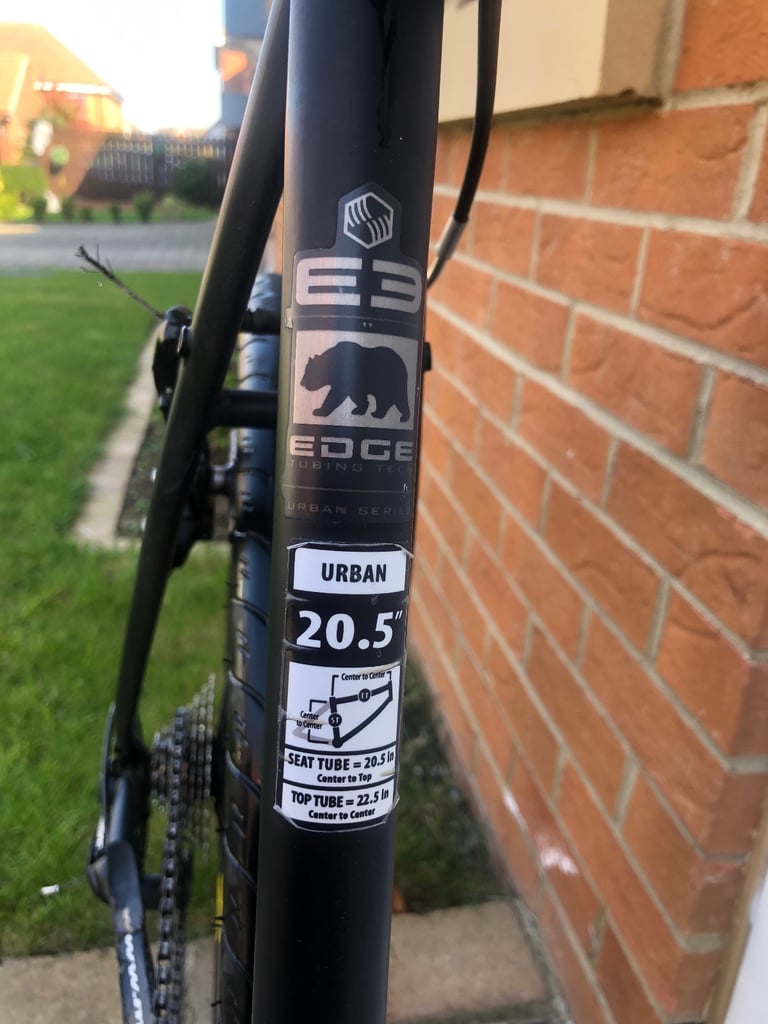 E3
EDGE
TUBING TECH
URBAN SERIES
URBAN
20.5"
Center to Center
TT
Center
to Center
ST
SEAT TUBE = 20.5 in
Center to Top
TOP TUBE = 22.5 in
Center to Center